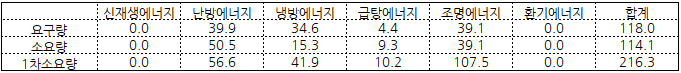 신재생에너지 난방에너지 냉방에너지 급탕에너지 조명에너지 환기에너지 합계
요구량 0.0 39.9 34.6 4.4 39.1 0.0 118.0
소요량 0.0 50.5 15.3 9.3 39.1 0.0 114.1
1차소요량 0.0 56.6 41.9 10.2 107.5 0.0 216.3